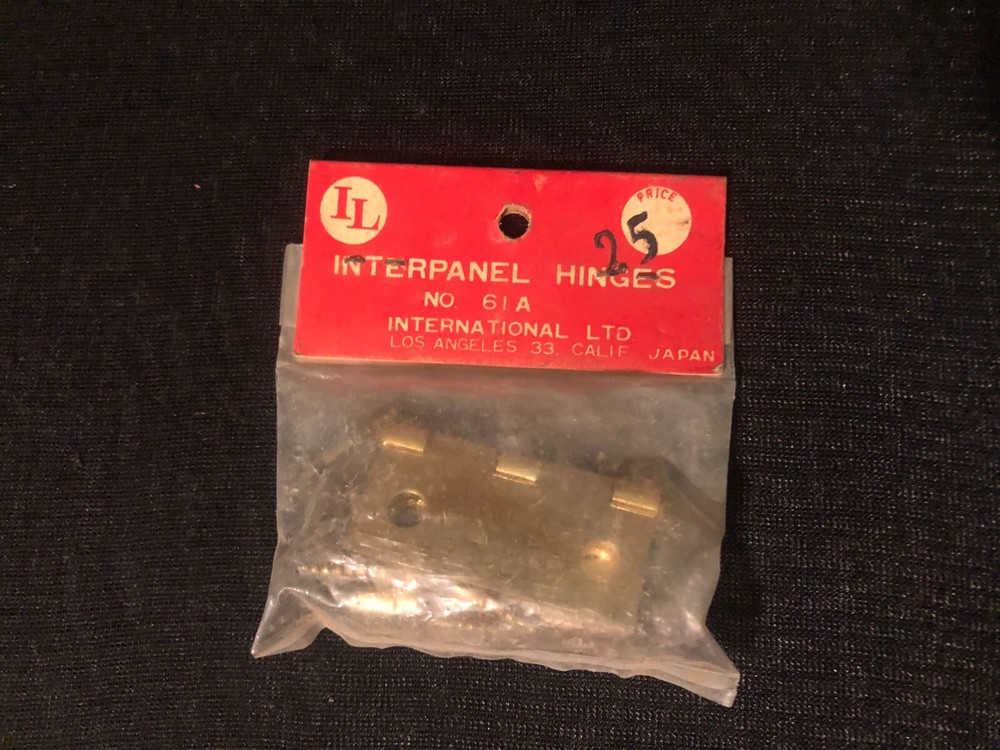 IL
PRICE
25
INTERPANEL HINGES
NO. 61A
INTERNATIONAL LTD
LOS ANGELES 33, CALIF. JAPAN